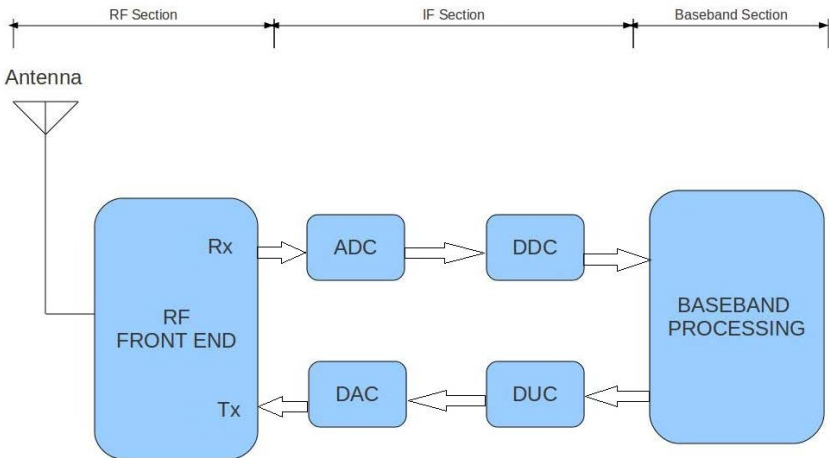 RF Section
IF Section
Baseband Section
Antenna
Rx
ADC
DDC
RF
FRONT END
BASEBAND
PROCESSING
Tx
DAC
DUC